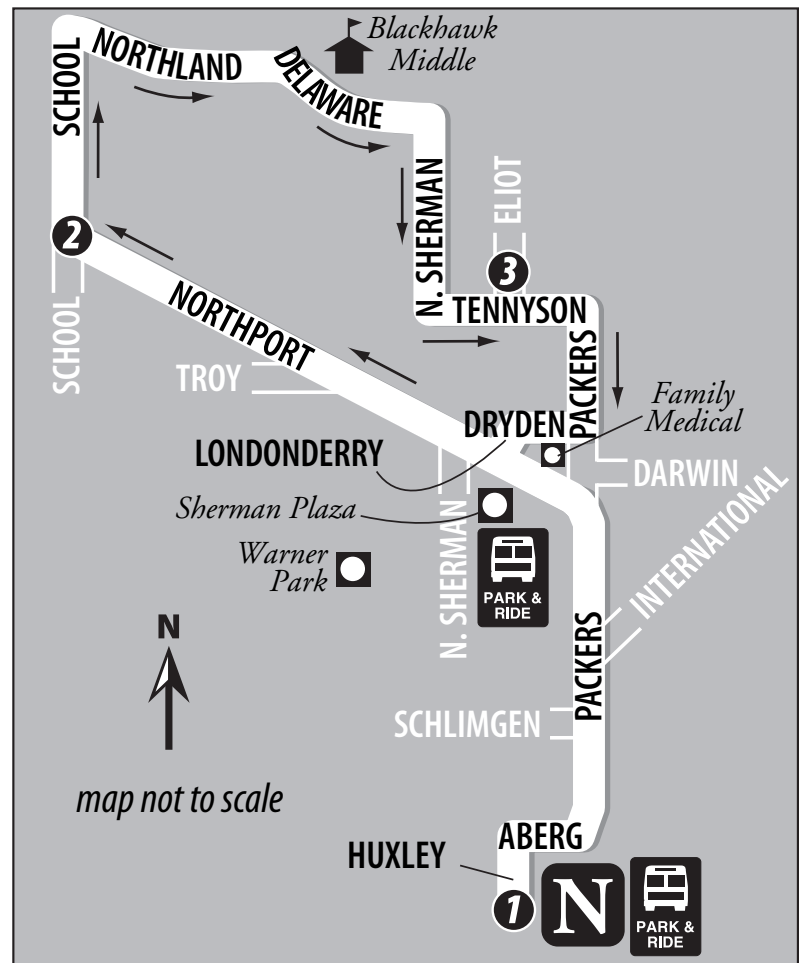 Blackhawk
Middle
SCHOOL
NORTHLAND
DELAWARE
N. SHERMAN
ELIOT
2
3
TENNYSON
SCHOOL
NORTHPORT
TROY
PACKERS
Family
Medical
DRYDEN
LONDONDERRY
DARWIN
Sherman Plaza
INTERNATIONAL
Warner
Park
N. SHERMAN
PARK &
RIDE
N
PACKERS
SCHLIMGEN
map not to scale
ABERG
HUXLEY
1
N
PARK &
RIDE